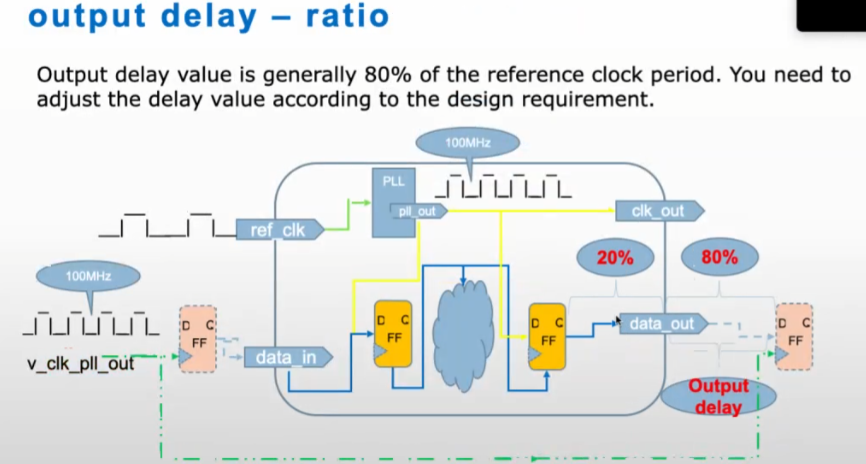 output delay – ratio
Output delay value is generally 80% of the reference clock period. You need to
adjust the delay value according to the design requirement.
100MHz
PLL
pll_out
clk_out
ref_clk
20%
80%
100MHz
D C
FF
D C
FF
D C
FF
data_out
D C
FF
v_clk_pll_out
data_in
Output
delay